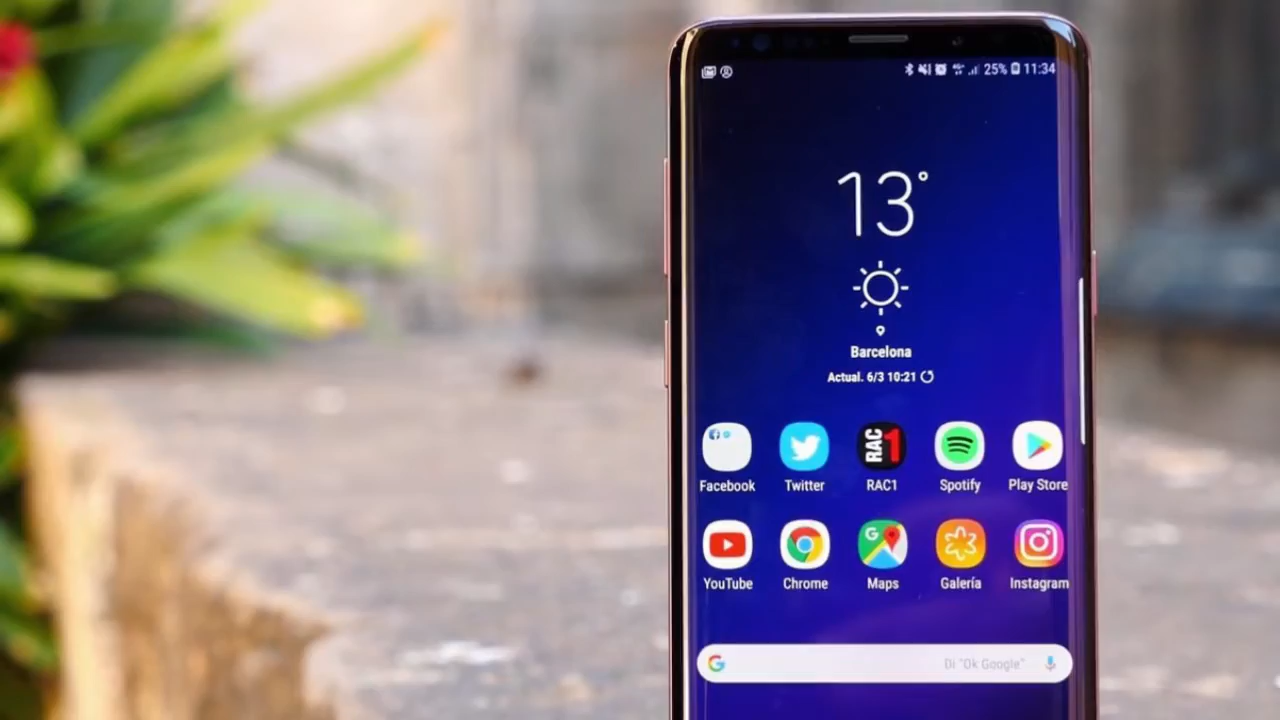 25% 11:34
13°
Barcelona
Actual. 6/3 10:21
RAC1
Facebook Twitter RAC1 Spotify Play Store
G
YouTube Chrome Maps Galería Instagram
G Di "Ok Google"